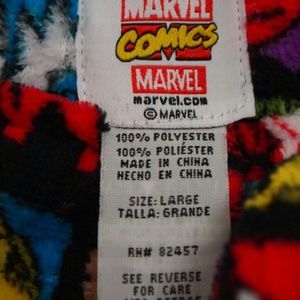 MARVEL
COMICS
MARVEL
marvel.com
© MARVEL
100% POLYESTER
100% POLIÉSTER
MADE IN CHINA
HECHO EN CHINA
SIZE: LARGE
TALLA: GRANDE
RN# 82457
SEE REVERSE
FOR CARE